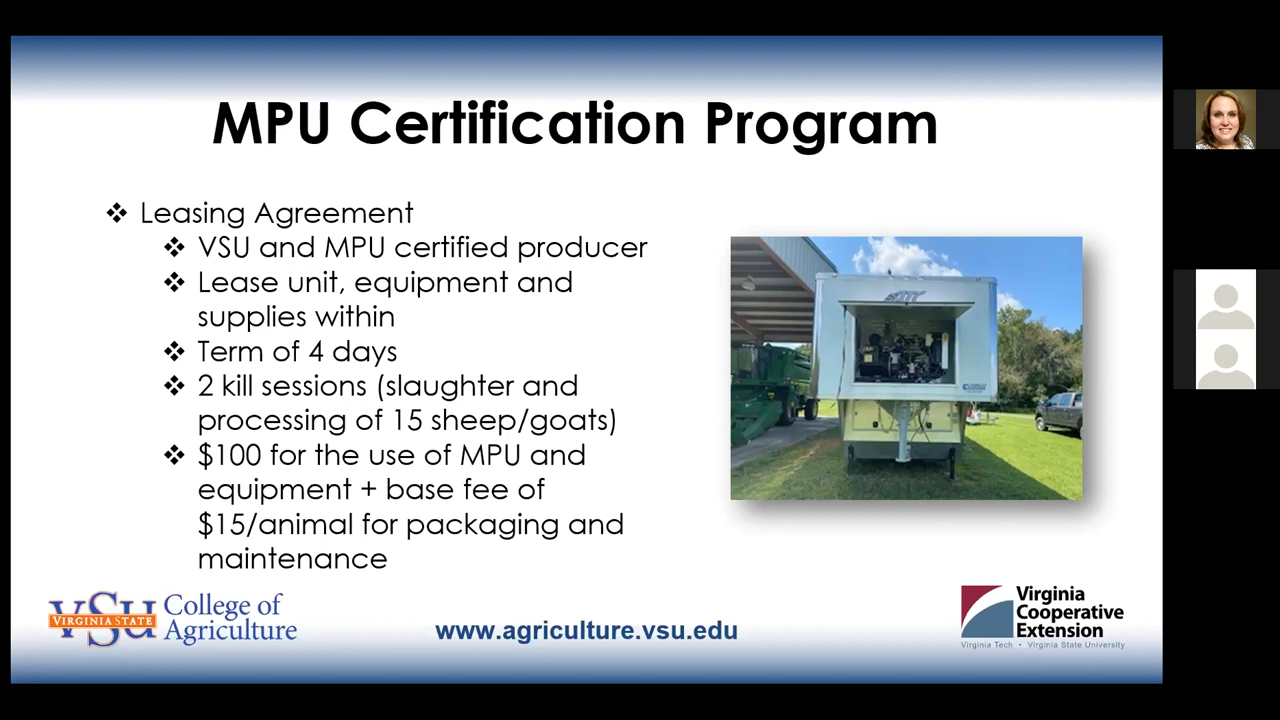 MPU Certification Program
❖ Leasing Agreement
❖ VSU and MPU certified producer
❖ Lease unit, equipment and
supplies within
❖ Term of 4 days
❖ 2 kill sessions (slaughter and
processing of 15 sheep/goats)
❖ $100 for the use of MPU and
equipment + base fee of
$15/animal for packaging and
maintenance
VSU
VIRGINIA STATE
College of
Agriculture
www.agriculture.vsu.edu
Virginia
Cooperative
Extension
Virginia Tech • Virginia State University